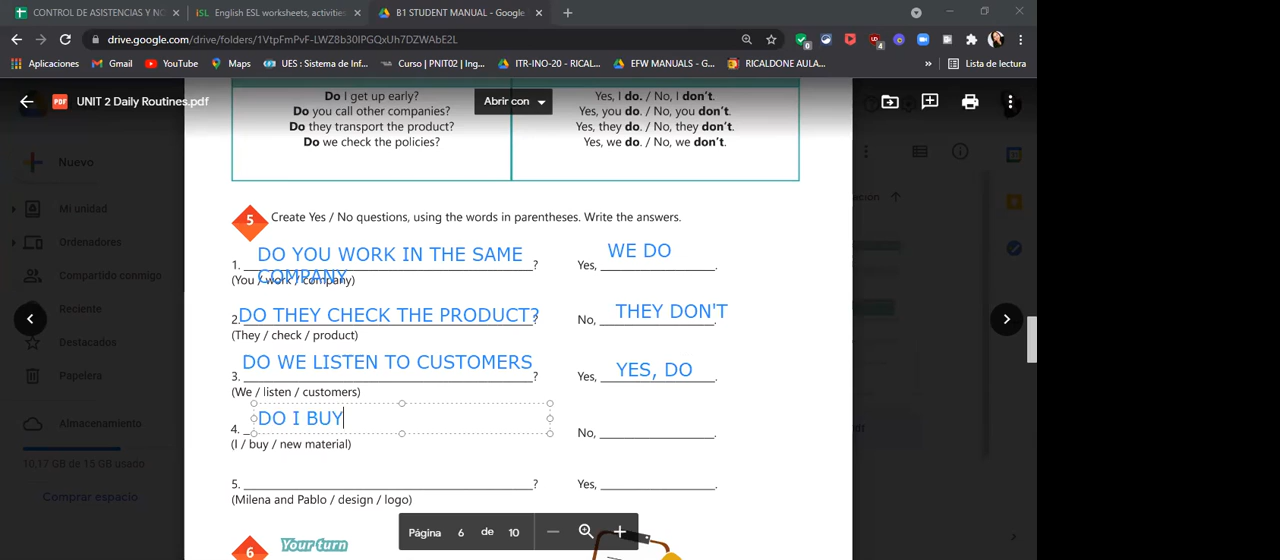 CONTROL DE ASISTENCIAS Y NO
English ESL worksheets, activities
B1 STUDENT MANUAL - Google
drive.google.com/drive/folders/1VtpFmPvF-LWZ8b30IPGQxUh7DZWAbE2L
Aplicaciones
Gmail
YouTube
Maps
UES : Sistema de Inf...
Curso | PNIT02 | Ing...
ITR-INO-20 - RICAL...
EFW MANUALS - G...
RICALDONE AULA...
»
Lista de lectura
UNIT 2 Daily Routines.pdf
Abrir con
Do I get up early?
Yes, I do. / No, I don't.
Do you call other companies?
Yes, you do. / No, you don't.
Do they transport the product?
Yes, they do. / No, they don't.
Do we check the policies?
Yes, we do. / No, we don't.
Nuevo
Mi unidad
Ordenadores
Compartido conmigo
Reciente
Destacados
Papelera
Almacenamiento
10,17 GB de 15 GB usado
Comprar espacio
5 Create Yes / No questions, using the words in parentheses. Write the answers.
DO YOU WORK IN THE SAME COMPANY
WE DO
1. ? Yes, .
(You / work / company)
DO THEY CHECK THE PRODUCT?
THEY DON'T
2. ? No, .
(They / check / product)
DO WE LISTEN TO CUSTOMERS
YES, DO
3. ? Yes, .
(We / listen / customers)
DO I BUY
4. No, .
(I / buy / new material)
5. ? Yes, .
(Milena and Pablo / design / logo)
6 Your turn
Página 6 de 10